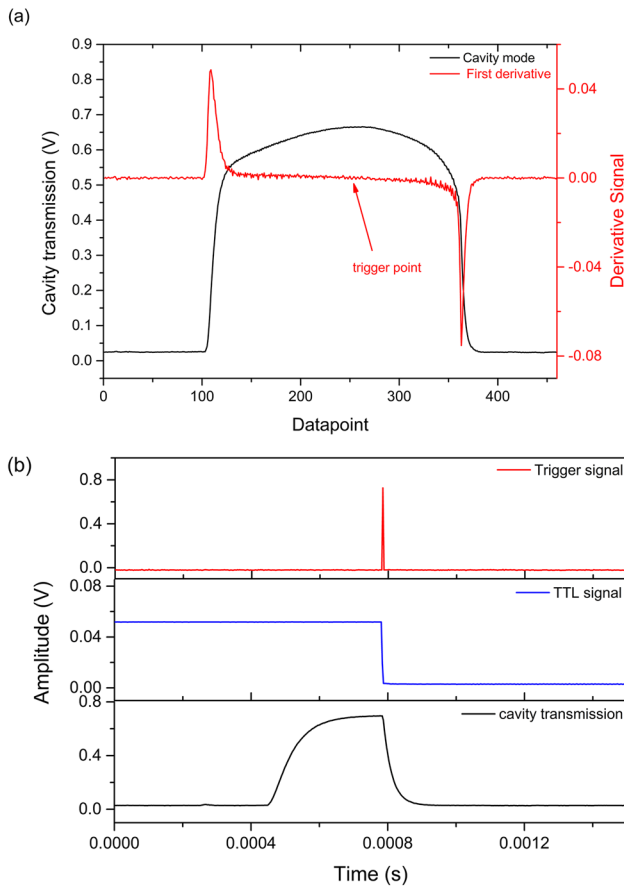 (a)
Cavity mode
First derivative
0.9
0.8
0.7
0.6
0.5
0.4
0.3
0.2
0.1
0.0
Cavity transmission (V)
0.04
0.00
-0.04
-0.08
Derivative Signal
trigger point
0 100 200 300 400
Datapoint
(b)
Trigger signal
0.8
0.4
0.0
TTL signal
0.08
0.04
0.00
cavity transmission
0.8
0.4
0.0
Amplitude (V)
0.0000 0.0004 0.0008 0.0012
Time (s)